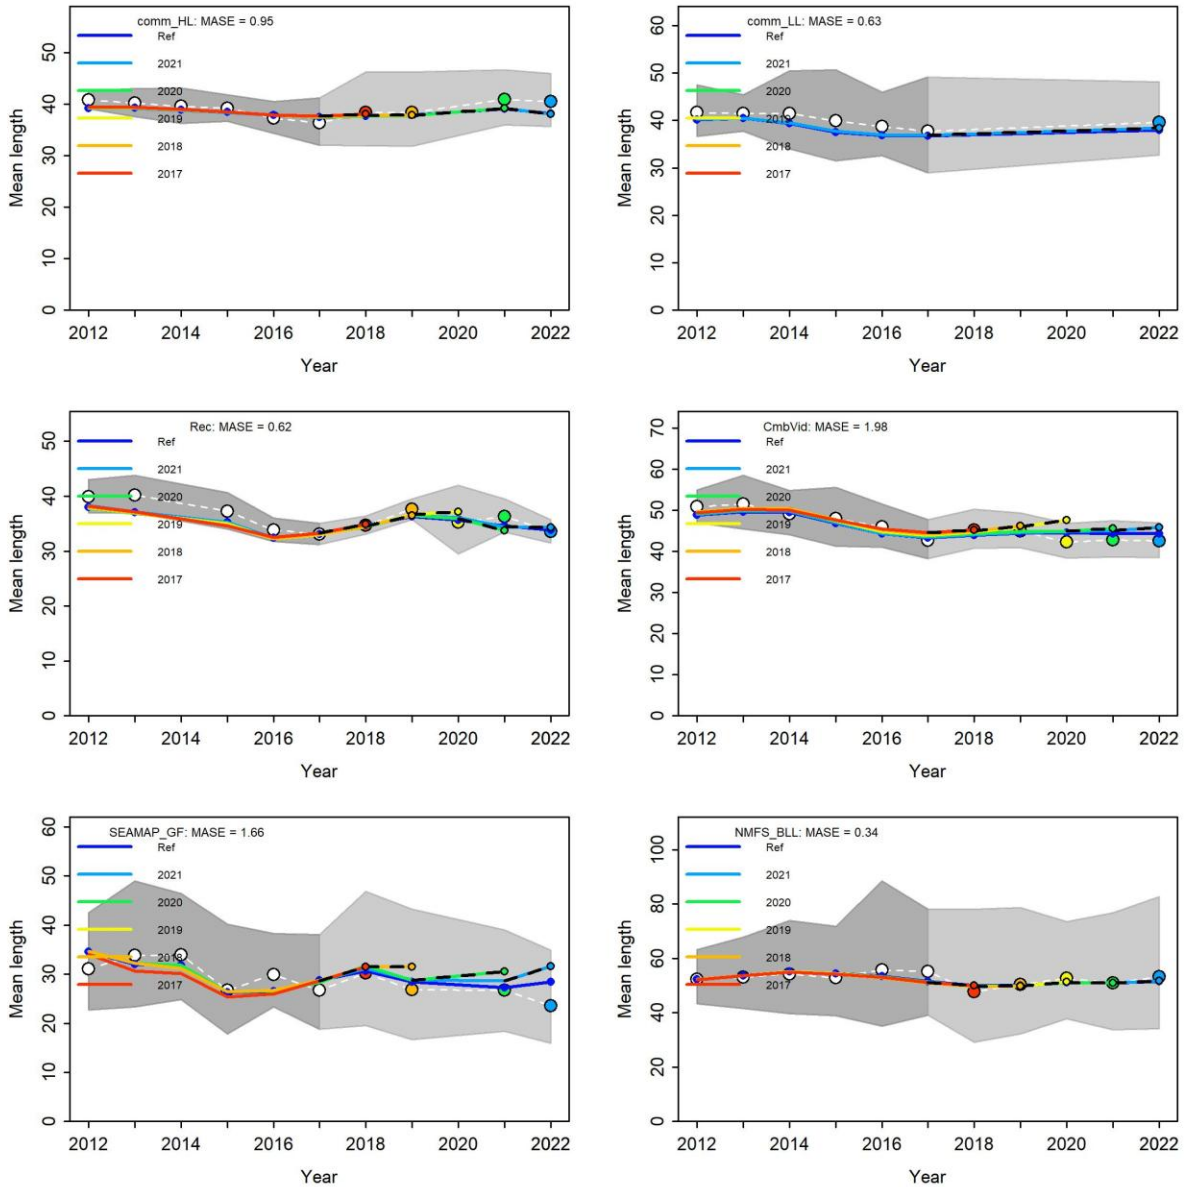 comm_HL: MASE = 0.95
Ref
2021
2020
2019
2018
2017
Mean length
0
10
20
30
40
50
2012 2014 2016 2018 2020 2022
Year
comm_LL: MASE = 0.63
Ref
2021
2020
2019
2018
2017
Mean length
0
10
20
30
40
50
60
2012 2014 2016 2018 2020 2022
Year
Rec: MASE = 0.62
Ref
2021
2020
2019
2018
2017
Mean length
0
10
20
30
40
50
2012 2014 2016 2018 2020 2022
Year
CmbVid: MASE = 1.98
Ref
2021
2020
2019
2018
2017
Mean length
0
10
20
30
40
50
60
70
2012 2014 2016 2018 2020 2022
Year
SEAMAP_GF: MASE = 1.66
Ref
2021
2020
2019
2018
2017
Mean length
0
10
20
30
40
50
60
2012 2014 2016 2018 2020 2022
Year
NMFS_BLL: MASE = 0.34
Ref
2021
2020
2019
2018
2017
Mean length
0
20
40
60
80
100
2012 2014 2016 2018 2020 2022
Year